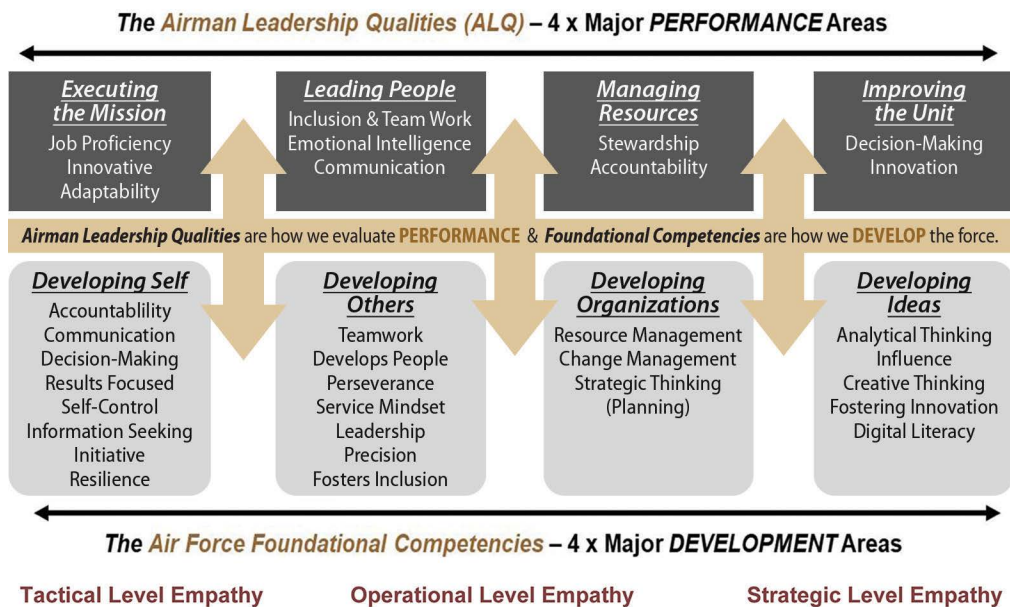 The Airman Leadership Qualities (ALQ) – 4 x Major PERFORMANCE Areas
Executing
the Mission
Job Proficiency
Innovative
Adaptability
Leading People
Inclusion & Team Work
Emotional Intelligence
Communication
Managing
Resources
Stewardship
Accountability
Improving
the Unit
Decision-Making
Innovation
Airman Leadership Qualities are how we evaluate PERFORMANCE & Foundational Competencies are how we DEVELOP the force.
Developing Self
Accountablility
Communication
Decision-Making
Results Focused
Self-Control
Information Seeking
Initiative
Resilience
Developing
Others
Teamwork
Develops People
Perseverance
Service Mindset
Leadership
Precision
Fosters Inclusion
Developing
Organizations
Resource Management
Change Management
Strategic Thinking
(Planning)
Developing
Ideas
Analytical Thinking
Influence
Creative Thinking
Fostering Innovation
Digital Literacy
The Air Force Foundational Competencies – 4 x Major DEVELOPMENT Areas
Tactical Level Empathy
Operational Level Empathy
Strategic Level Empathy